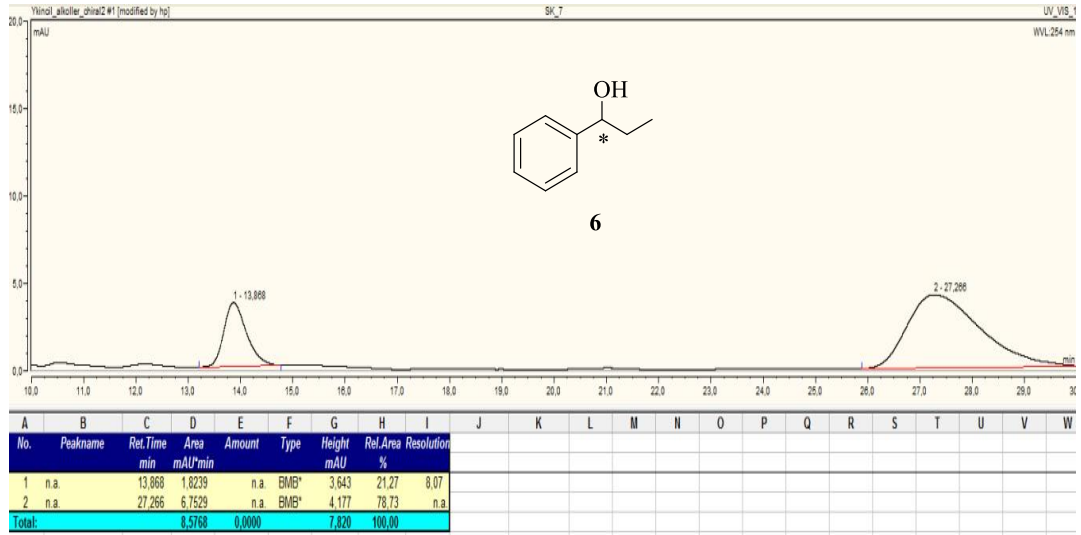 Ykincil_alkoller_chiral2 #1 [modified by hp] SK_7 UV_VIS_1
20,0
mAU
WVL:254 nm
OH
*
15,0
10,0
6
5,0
1 - 13,868
2 - 27,266
0,0
min
10,0 11,0 12,0 13,0 14,0 15,0 16,0 17,0 18,0 19,0 20,0 21,0 22,0 23,0 24,0 25,0 26,0 27,0 28,0 29,0 30
A B C D E F G H I J K L M N O P Q R S T U V W
No. Peakname Ret.Time Area Amount Type Height Rel.Area Resolution
min mAU*min mAU %
1 n.a. 13,868 1,8239 n.a. BMB* 3,643 21,27 8,07
2 n.a. 27,266 6,7529 n.a. BMB* 4,177 78,73 n.a.
Total: 8,5768 0,0000 7,820 100,00